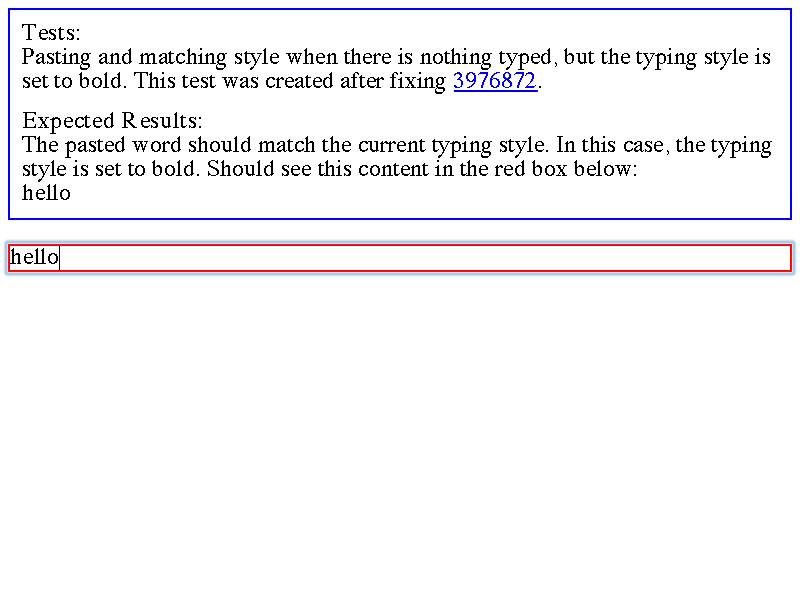 Tests:
Pasting and matching style when there is nothing typed, but the typing style is
set to bold. This test was created after fixing 3976872.
Expected Results:
The pasted word should match the current typing style. In this case, the typing
style is set to bold. Should see this content in the red box below:
hello
hello